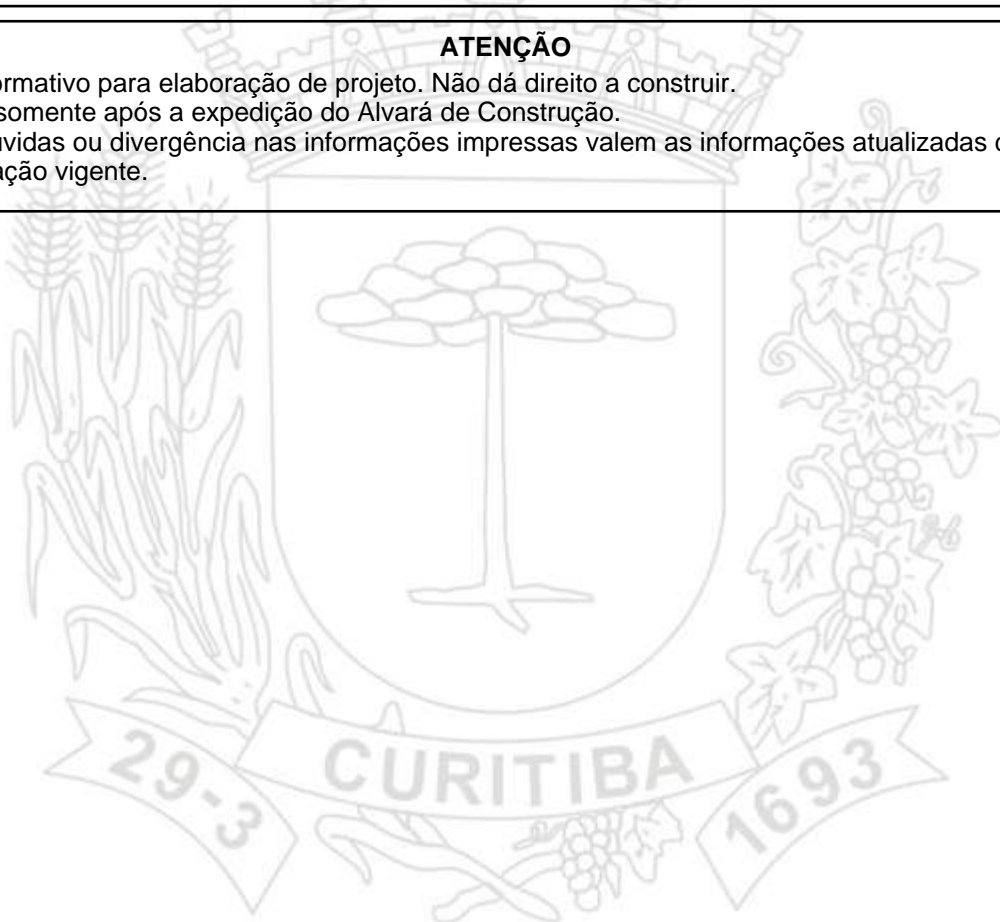 ATENÇÃO
ormativo para elaboração de projeto. Não dá direito a construir.
somente após a expedição do Alvará de Construção.
vidas ou divergência nas informações impressas valem as informações atualizadas
ação vigente.
29-3 CURITIBA 1693